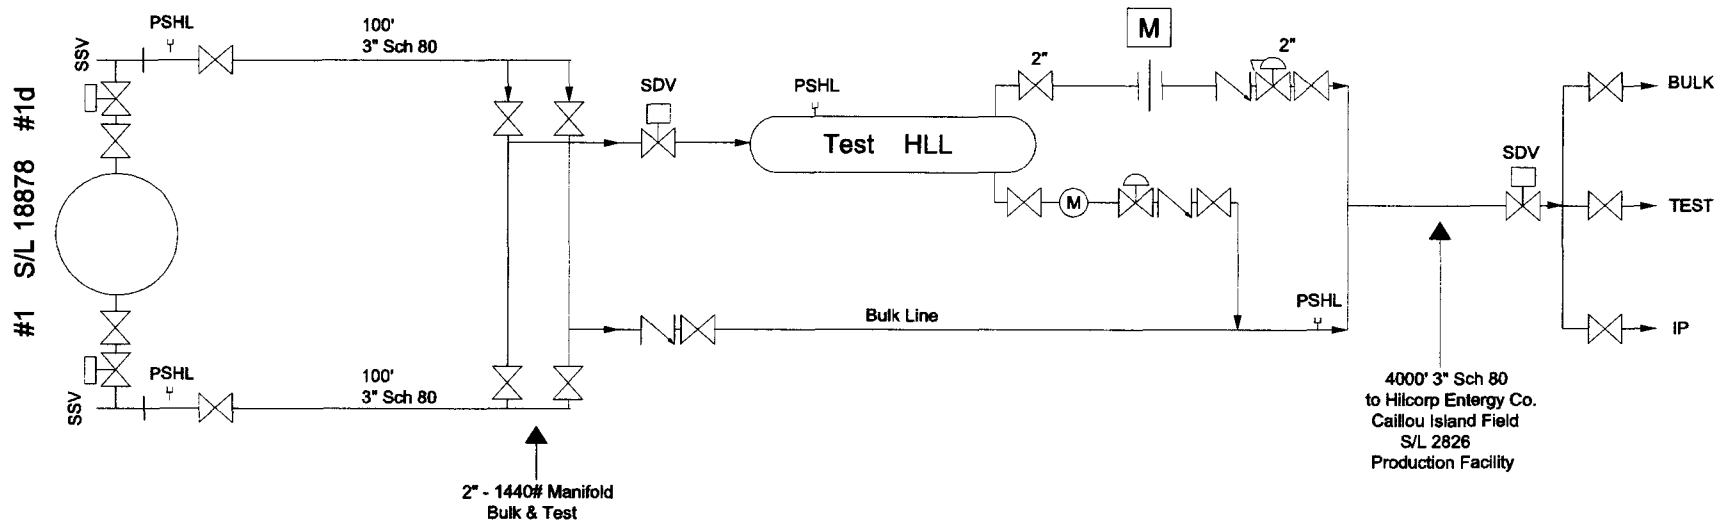 #1 S/L 18878 #1d
SSV
PSHL
100'
3" Sch 80
SDV
PSHL
Test HLL
2"
M
2"
M
SDV
BULK
TEST
IP
Bulk Line
PSHL
SSV
PSHL
100'
3" Sch 80
2" - 1440# Manifold
Bulk & Test
4000' 3" Sch 80
to Hilcorp Entergy Co.
Caillou Island Field
S/L 2826
Production Facility